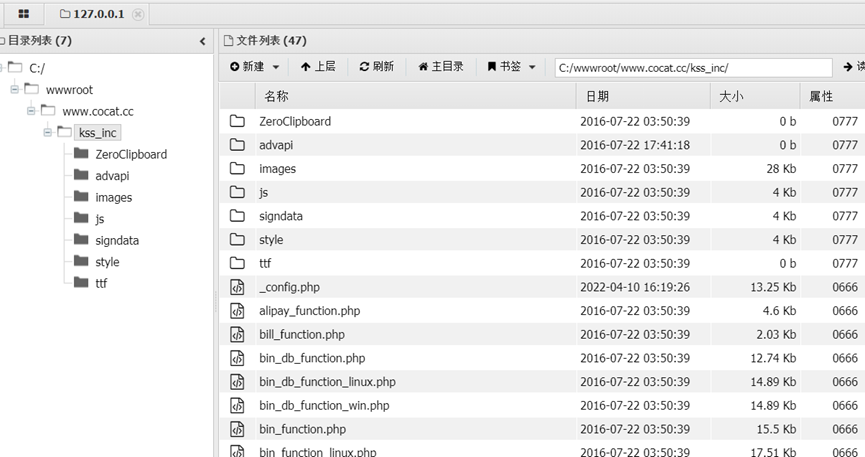 127.0.0.1
目录列表 (7)
C:/
wwwroot
www.cocat.cc
kss_inc
ZeroClipboard
advapi
images
js
signdata
style
ttf
文件列表 (47)
新建 上层 刷新 主目录 书签 C:/wwwroot/www.cocat.cc/kss_inc/
名称 日期 大小 属性
ZeroClipboard 2016-07-22 03:50:39 0 b 0777
advapi 2016-07-22 17:41:18 0 b 0777
images 2016-07-22 03:50:39 28 Kb 0777
js 2016-07-22 03:50:39 4 Kb 0777
signdata 2016-07-22 03:50:39 4 Kb 0777
style 2016-07-22 03:50:39 4 Kb 0777
ttf 2016-07-22 03:50:39 0 b 0777
_config.php 2022-04-10 16:19:26 13.25 Kb 0666
alipay_function.php 2016-07-22 03:50:39 4.6 Kb 0666
bill_function.php 2016-07-22 03:50:39 2.03 Kb 0666
bin_db_function.php 2016-07-22 03:50:39 12.74 Kb 0666
bin_db_function_linux.php 2016-07-22 03:50:39 14.89 Kb 0666
bin_db_function_win.php 2016-07-22 03:50:39 14.89 Kb 0666
bin_function.php 2016-07-22 03:50:39 15.5 Kb 0666
bin_function_linux.php 2016-07-22 03:50:39 17.51 Kb 0666